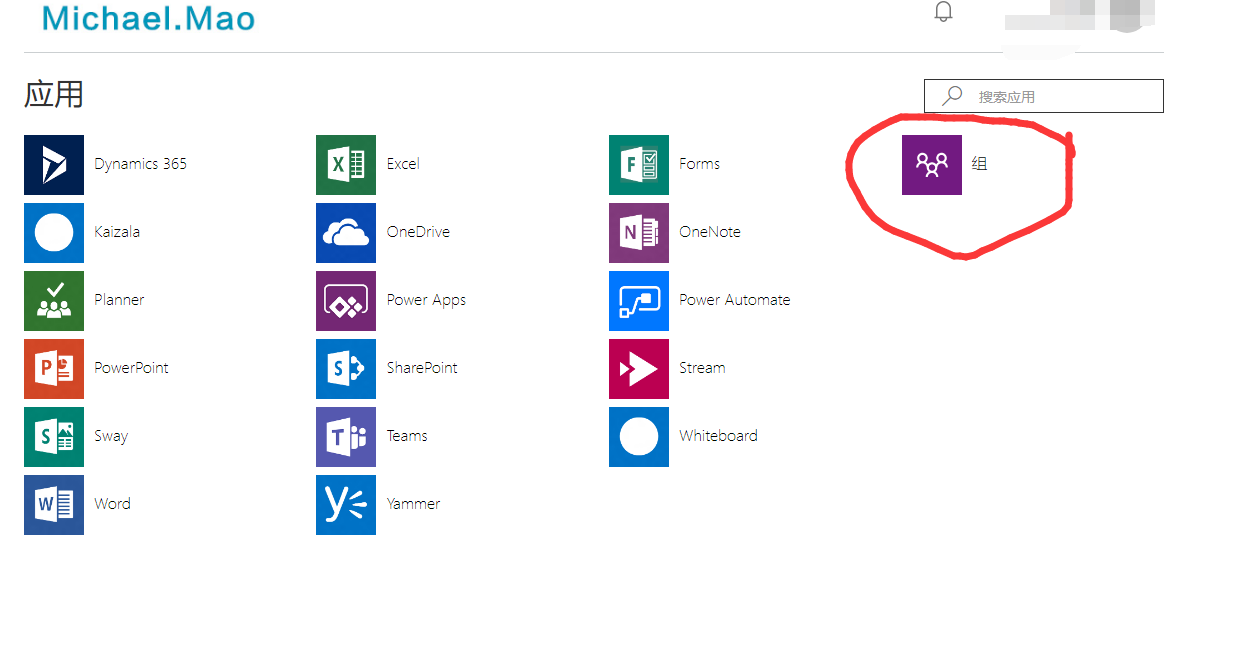 Michael.Mao
应用
搜索应用
Dynamics 365
Excel
Forms
组
Kaizala
OneDrive
OneNote
Planner
Power Apps
Power Automate
PowerPoint
SharePoint
Stream
Sway
Teams
Whiteboard
Word
Yammer